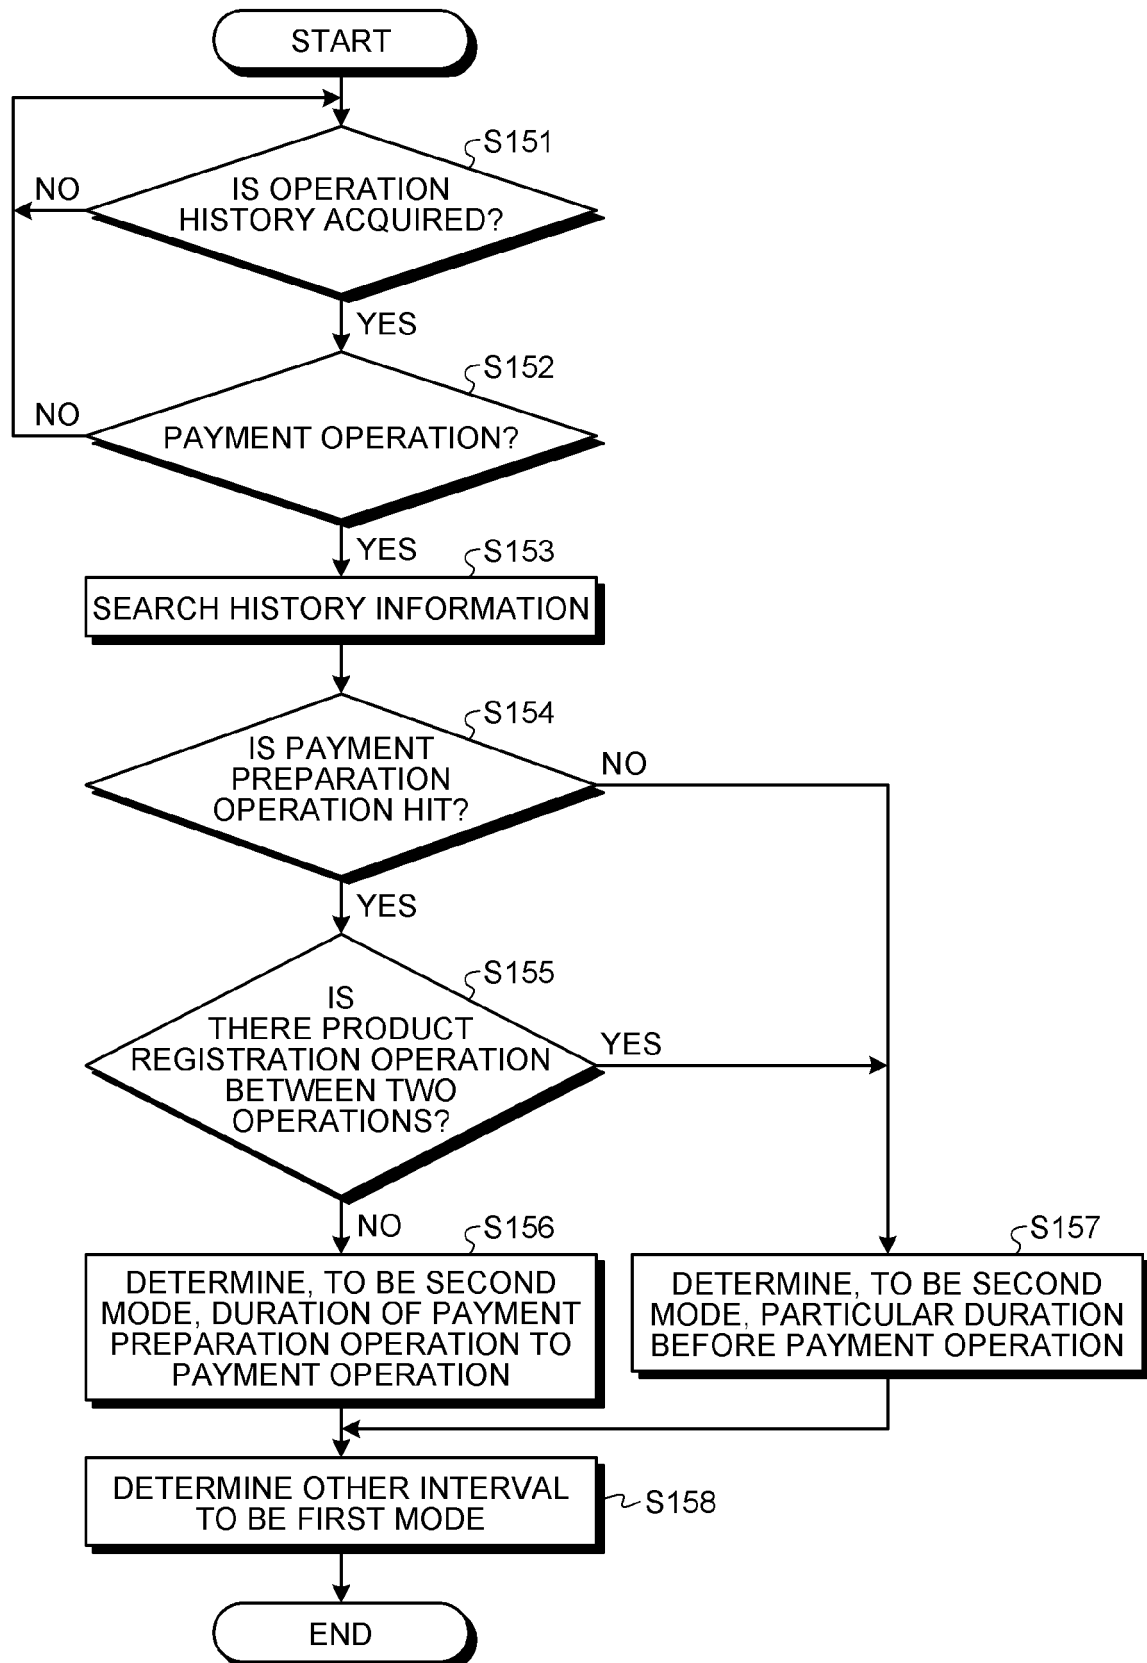 START
S151
NO
IS OPERATION
HISTORY ACQUIRED?
YES
S152
NO
PAYMENT OPERATION?
YES
S153
SEARCH HISTORY INFORMATION
S154
IS PAYMENT
PREPARATION
OPERATION HIT?
NO
YES
S155
IS
THERE PRODUCT
REGISTRATION OPERATION
BETWEEN TWO
OPERATIONS?
YES
NO
S156
DETERMINE, TO BE SECOND
MODE, DURATION OF PAYMENT
PREPARATION OPERATION TO
PAYMENT OPERATION
S157
DETERMINE, TO BE SECOND
MODE, PARTICULAR DURATION
BEFORE PAYMENT OPERATION
DETERMINE OTHER INTERVAL
TO BE FIRST MODE
S158
END